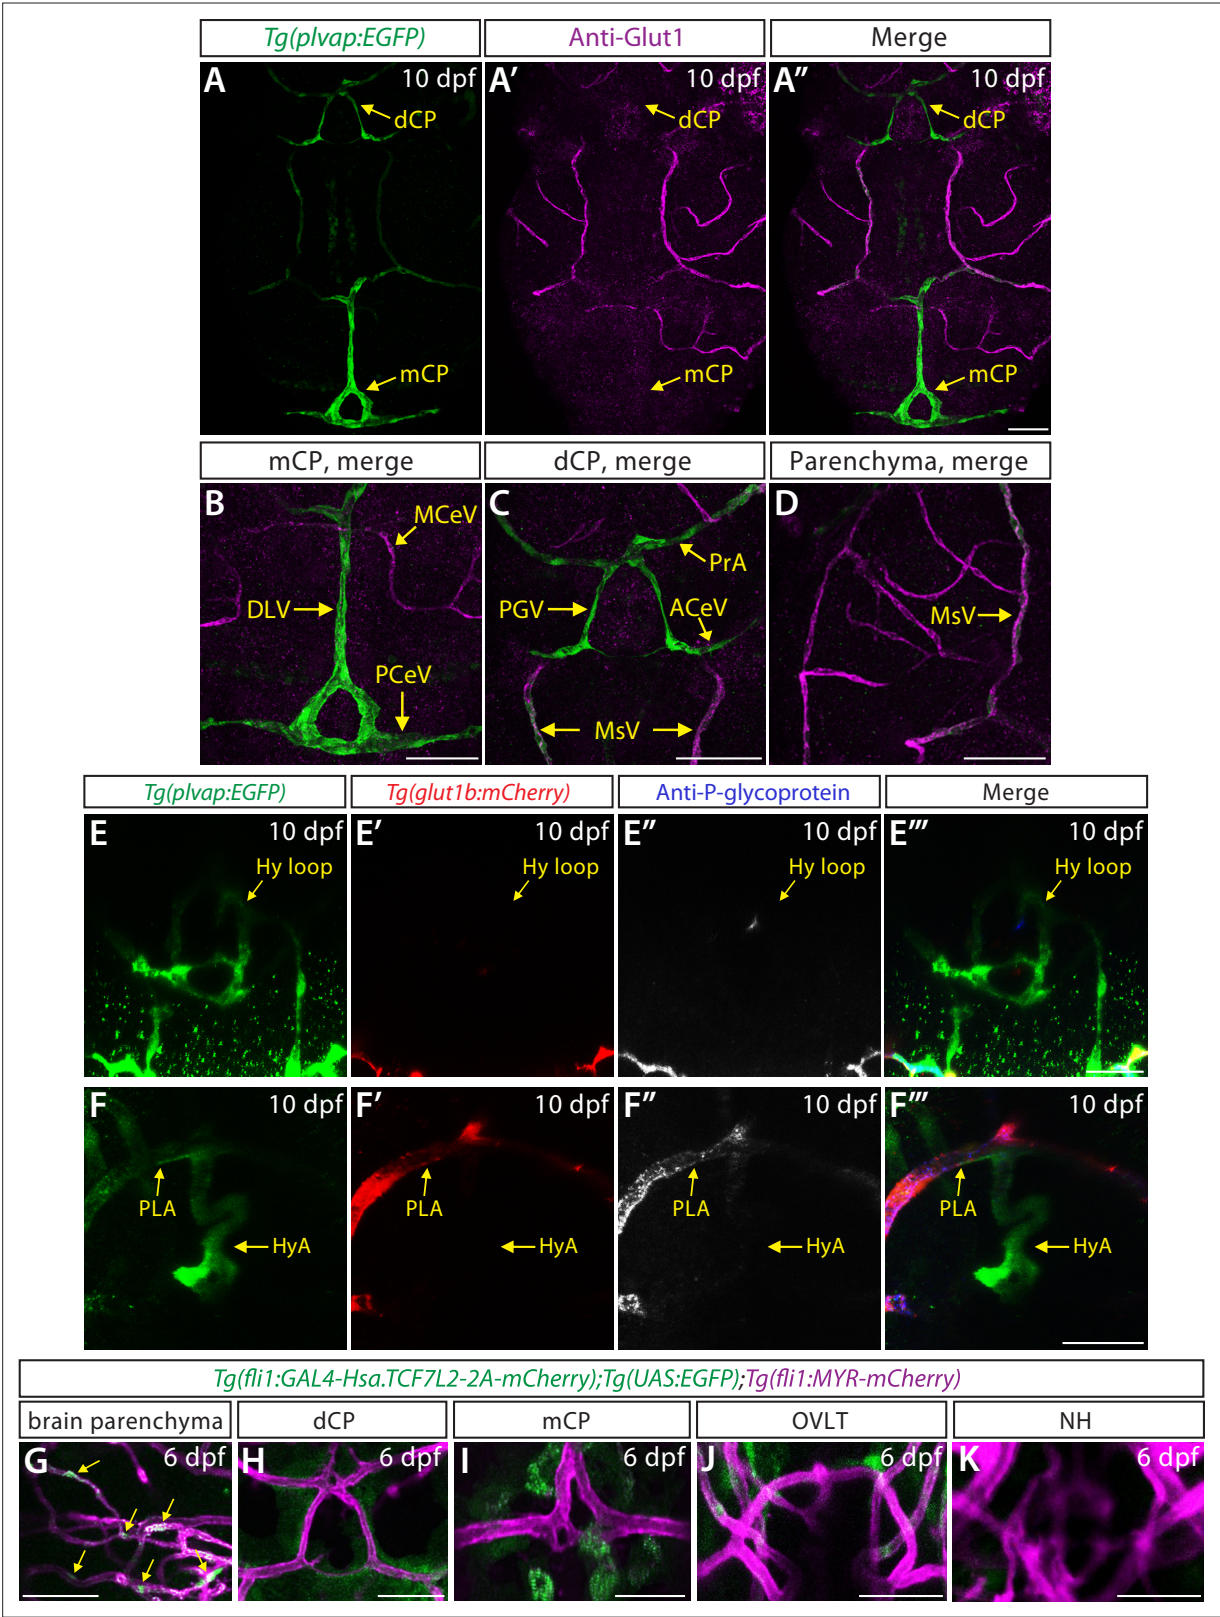 Tg(plvap:EGFP) Anti-Glut1 Merge
A 10 dpf A′ 10 dpf A″ 10 dpf
dCP dCP dCP
mCP mCP mCP
mCP, merge dCP, merge Parenchyma, merge
B C D
MCeV
PrA
DLV PGV ACeV MsV
PCeV
MsV
Tg(plvap:EGFP) Tg(glut1b:mCherry) Anti-P-glycoprotein Merge
E 10 dpf E′ 10 dpf E″ 10 dpf E‴ 10 dpf
Hy loop Hy loop Hy loop Hy loop
F 10 dpf F′ 10 dpf F″ 10 dpf F‴ 10 dpf
PLA PLA PLA PLA
HyA HyA HyA HyA
Tg(fli1:GAL4-Hsa.TCF7L2-2A-mCherry);Tg(UAS:EGFP);Tg(fli1:MYR-mCherry)
brain parenchyma dCP mCP OVLT NH
G 6 dpf H 6 dpf I 6 dpf J 6 dpf K 6 dpf